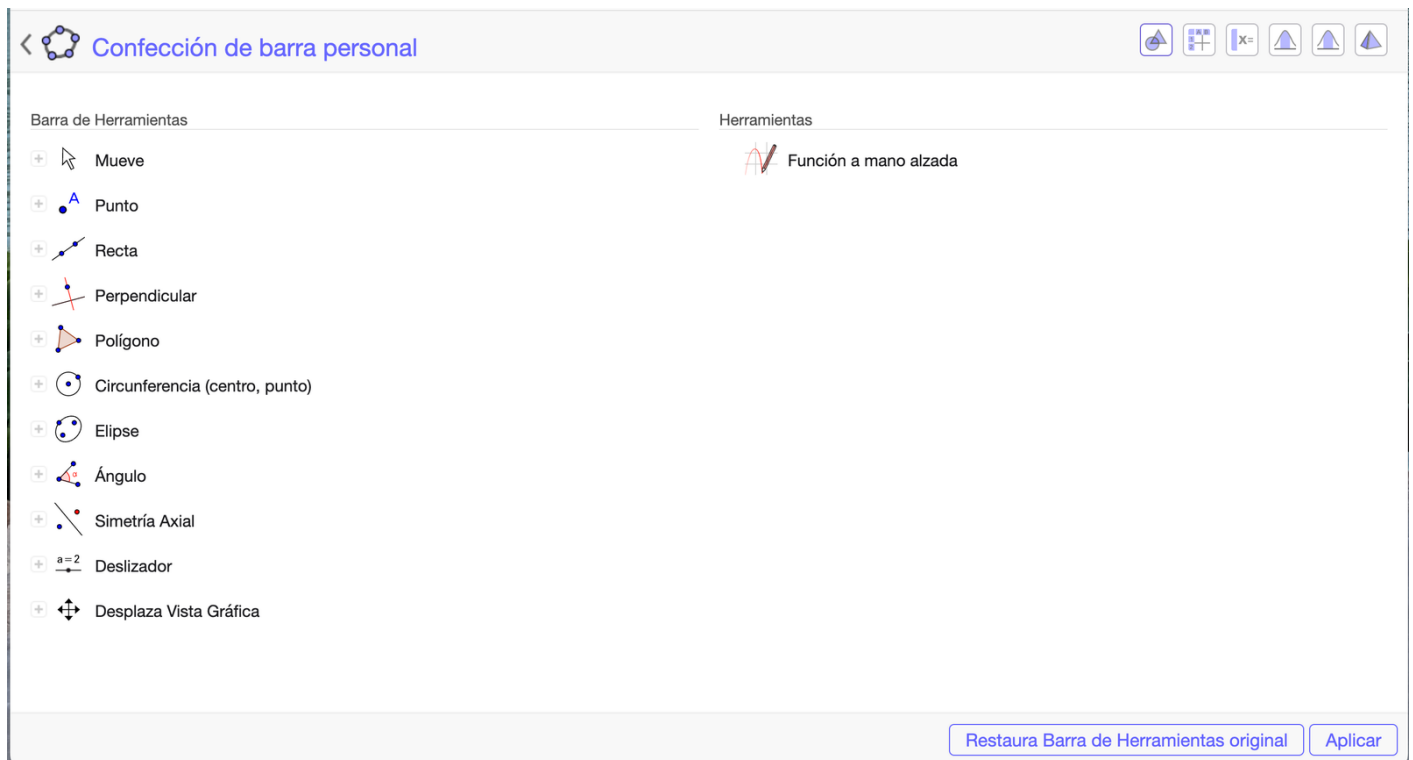 Confección de barra personal
X=
Barra de Herramientas
Mueve
A
Punto
Recta
Perpendicular
Polígono
Circunferencia (centro, punto)
Elipse
α
Ángulo
Simetría Axial
a=2
Deslizador
Desplaza Vista Gráfica
Herramientas
Función a mano alzada
Restaura Barra de Herramientas original
Aplicar